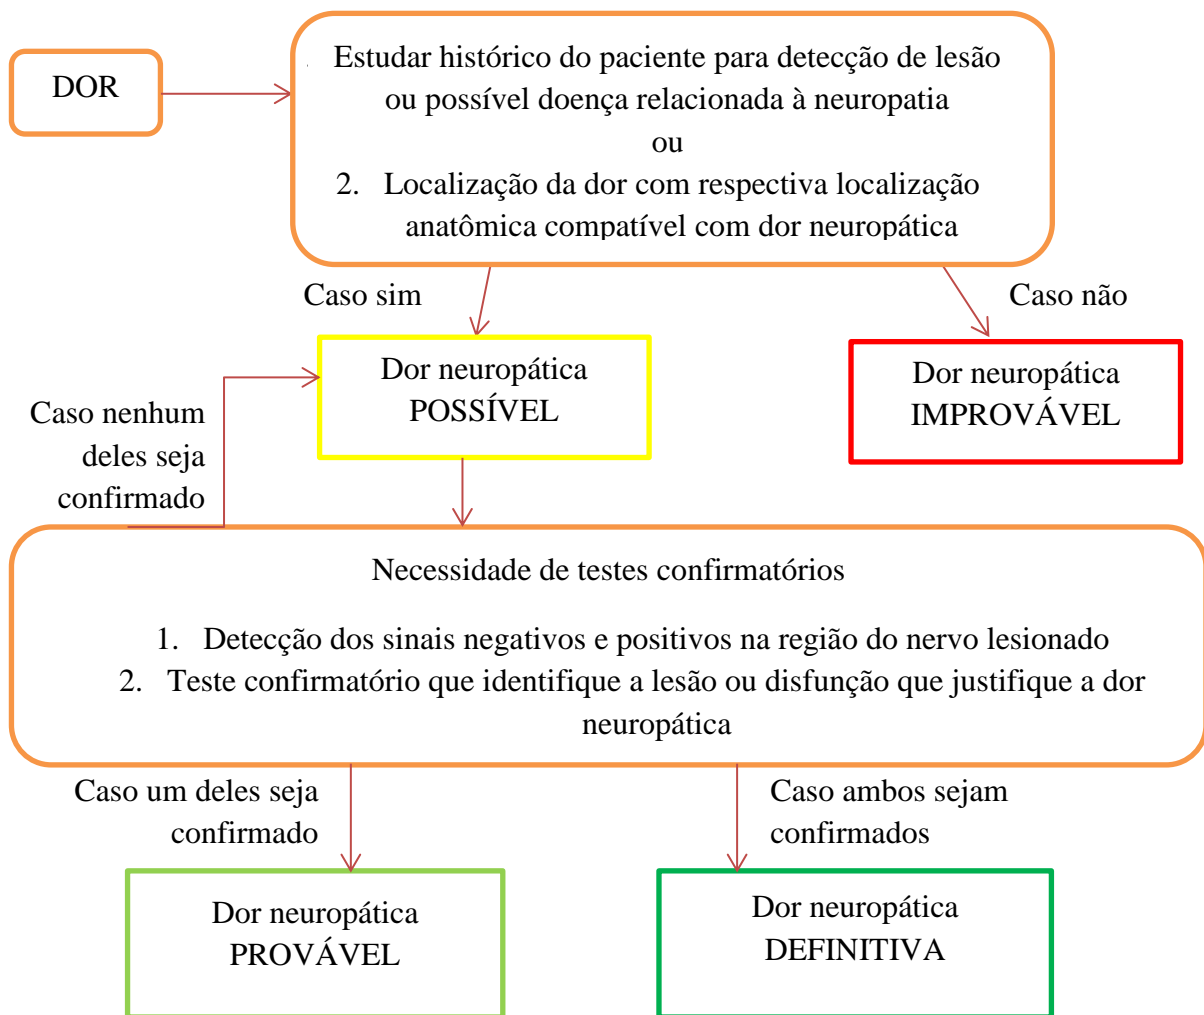 DOR
Estudar histórico do paciente para detecção de lesão
ou possível doença relacionada à neuropatia
ou
2. Localização da dor com respectiva localização
anatômica compatível com dor neuropática
Caso sim
Caso não
Dor neuropática
POSSÍVEL
Dor neuropática
IMPROVÁVEL
Caso nenhum
deles seja
confirmado
Necessidade de testes confirmatórios
1. Detecção dos sinais negativos e positivos na região do nervo lesionado
2. Teste confirmatório que identifique a lesão ou disfunção que justifique a dor
neuropática
Caso um deles seja
confirmado
Caso ambos sejam
confirmados
Dor neuropática
PROVÁVEL
Dor neuropática
DEFINITIVA